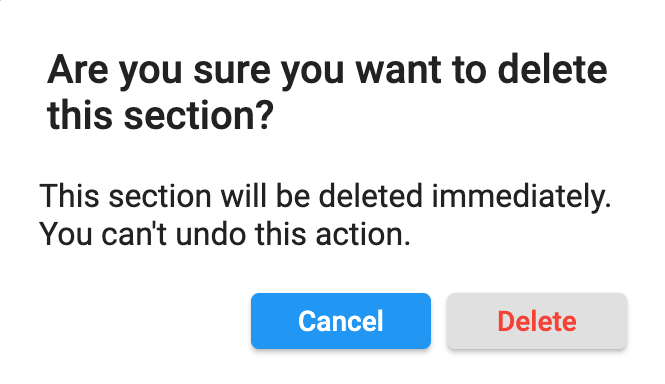 Are you sure you want to delete
this section?
This section will be deleted immediately.
You can't undo this action.
Cancel
Delete